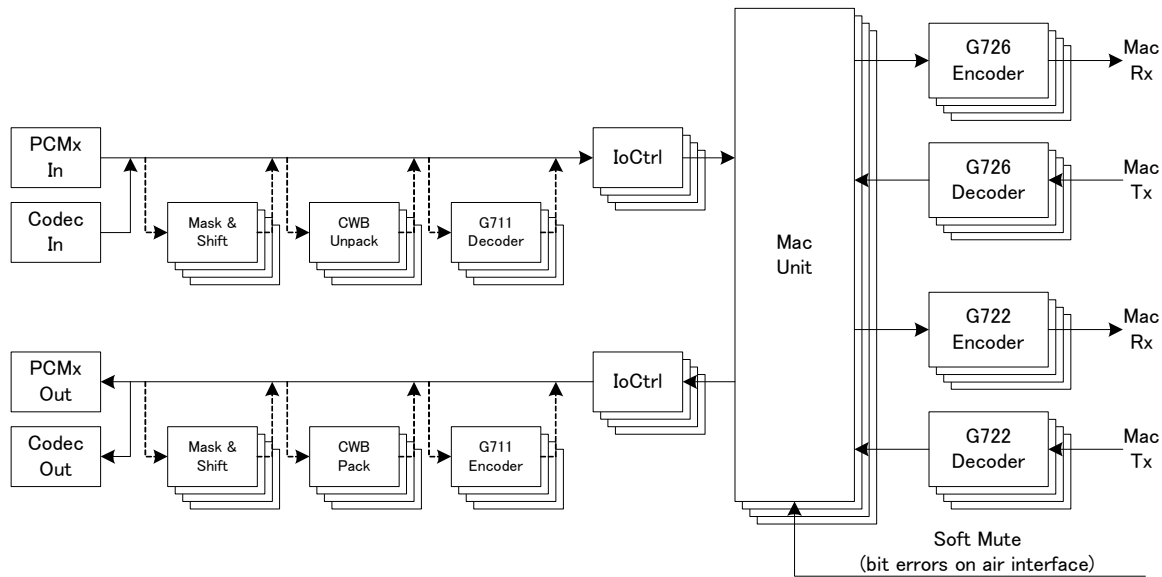 PCMx
In
Codec
In
Mask &
Shift
CWB
Unpack
G711
Decoder
IoCtrl
Mac
Unit
G726
Encoder
Mac
Rx
G726
Decoder
Mac
Tx
PCMx
Out
Codec
Out
Mask &
Shift
CWB
Pack
G711
Encoder
IoCtrl
G722
Encoder
Mac
Rx
G722
Decoder
Mac
Tx
Soft Mute
(bit errors on air interface)